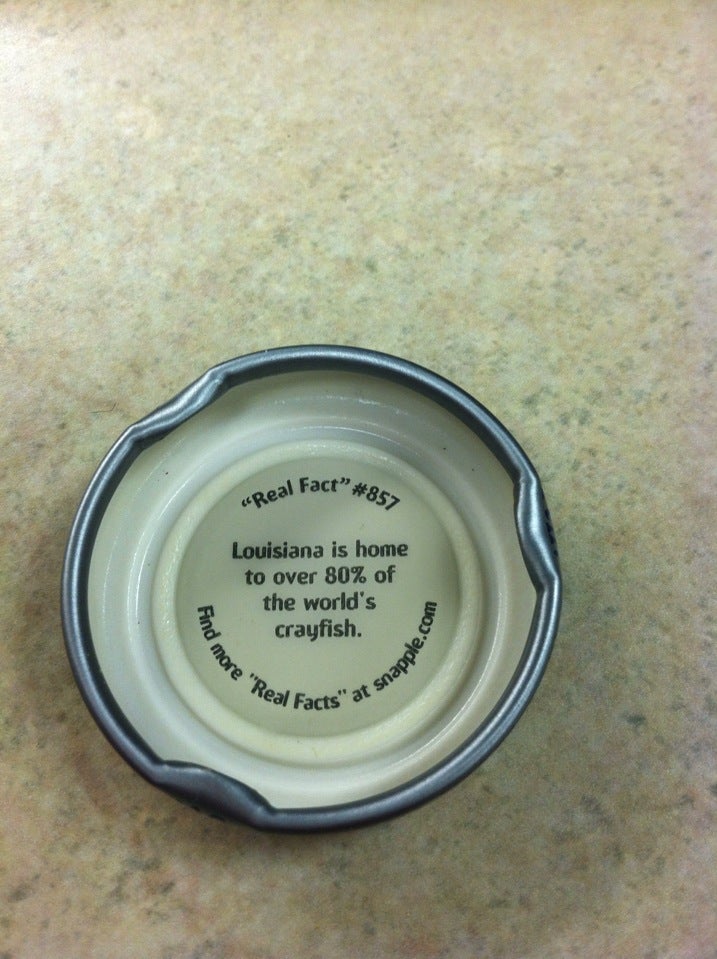 "Real Fact" #857
Louisiana is home
to over 80% of
the world's
crayfish.
Find more "Real Facts" at snapple.com